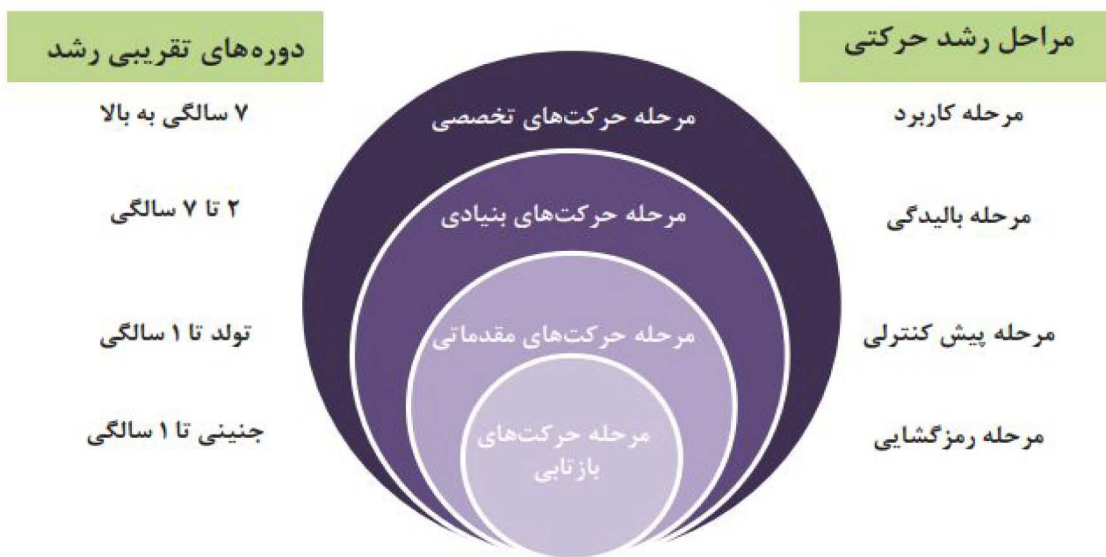 مراحل رشد حرکتی
دوره‌های تقریبی رشد
مرحله کاربرد
مرحله حرکت‌های تخصصی
۷ سالگی به بالا
مرحله بالیدگی
مرحله حرکت‌های بنیادی
۲ تا ۷ سالگی
مرحله پیش کنترلی
مرحله حرکت‌های مقدماتی
تولد تا ۱ سالگی
مرحله رمزگشایی
مرحله حرکت‌های
بازتابی
جنینی تا ۱ سالگی